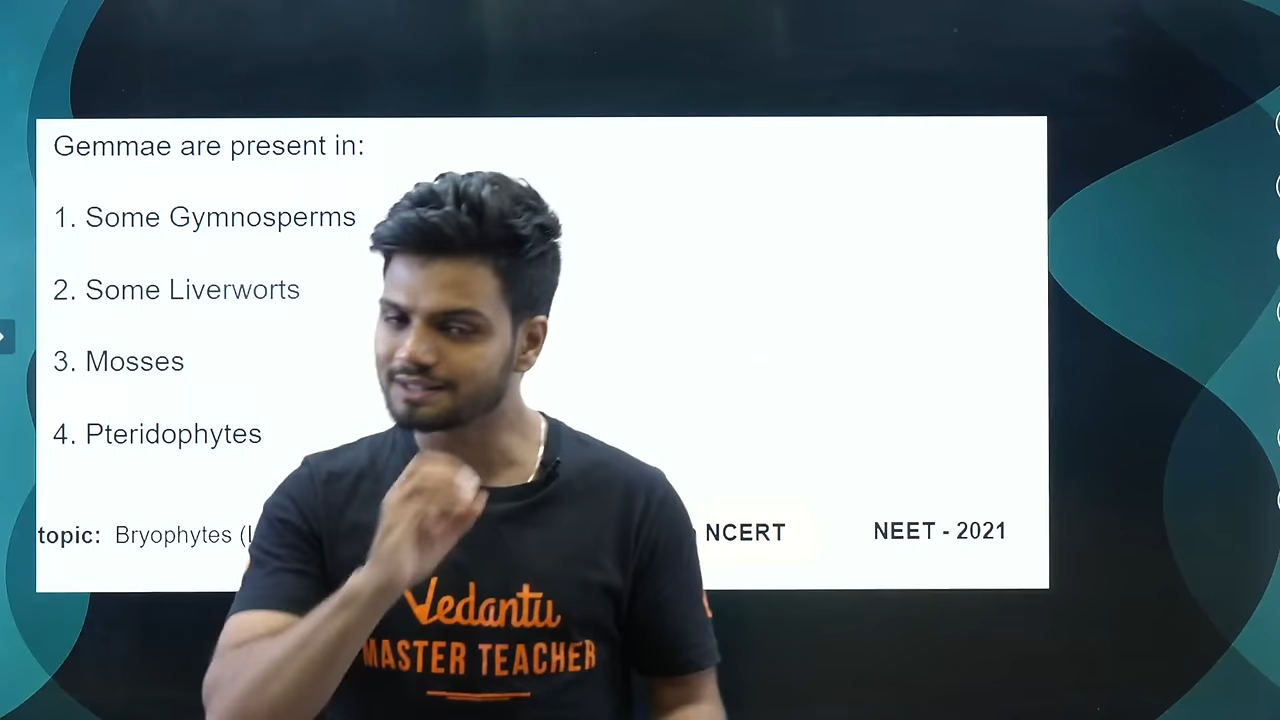 Gemmae are present in:
1. Some Gymnosperms
2. Some Liverworts
3. Mosses
4. Pteridophytes
topic: Bryophytes (
NCERT
NEET - 2021
Vedantu
MASTER TEACHER